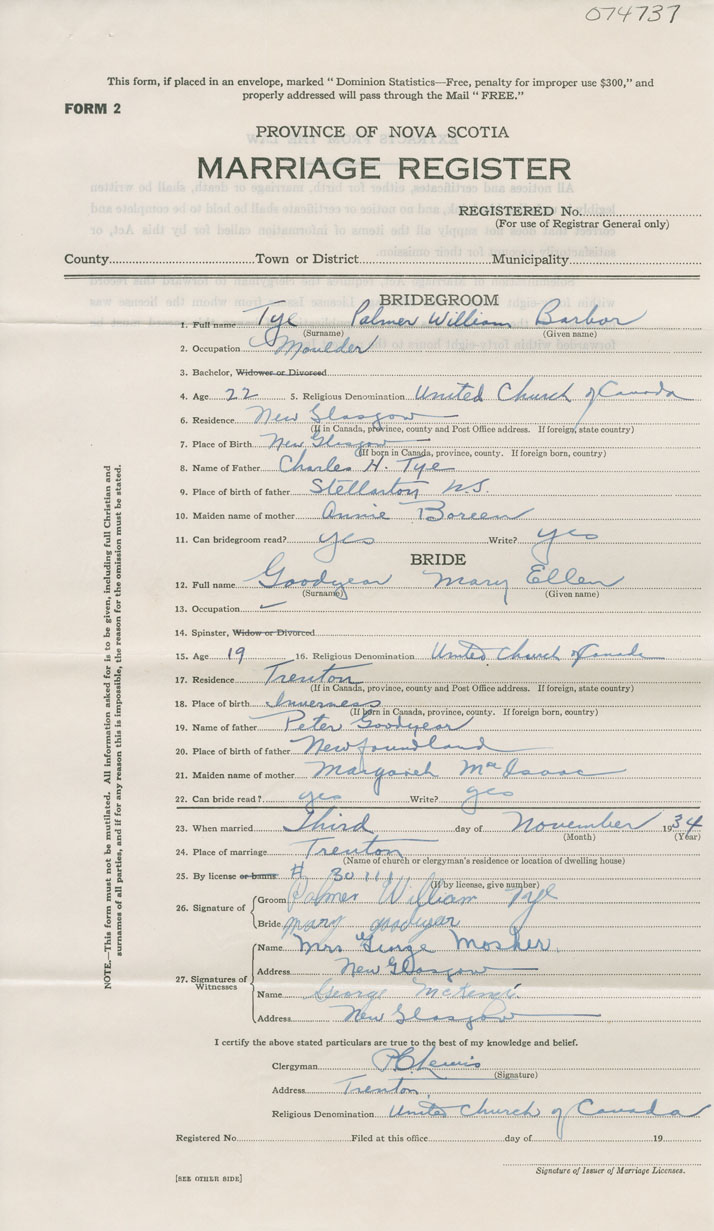 074737
This form, if placed in an envelope, marked “ Dominion Statistics—Free, penalty for improper use $300,” and
properly addressed will pass through the Mail “ FREE.”
FORM 2
PROVINCE OF NOVA SCOTIA
MARRIAGE REGISTER
REGISTERED No.
(For use of Registrar General only)
County Town or District Municipality
BRIDEGROOM
1. Full name Tye Palmer William Barbor
(Surname) (Given name)
2. Occupation Moulder
3. Bachelor, Widower or Divorced
4. Age 22 5. Religious Denomination United Church of Canada
6. Residence New Glasgow
(If in Canada, province, county and Post Office address. If foreign, state country)
7. Place of Birth New Glasgow
(If born in Canada, province, county. If foreign born, country)
8. Name of Father Charles H. Tye
9. Place of birth of father Stellarton N.S.
10. Maiden name of mother Annie Boreen
11. Can bridegroom read? yes Write? yes
BRIDE
12. Full name Goodyear Mary Ellen
(Surname) (Given name)
13. Occupation
14. Spinster, Widow or Divorced
15. Age 19 16. Religious Denomination United Church of Canada
17. Residence Trenton
(If in Canada, province, county and Post Office address. If foreign, state country)
18. Place of birth Inverness
(If born in Canada, province, county. If foreign born, country)
19. Name of father Peter Goodyear
20. Place of birth of father Newfoundland
21. Maiden name of mother Margaret MacIsaac
22. Can bride read? yes Write? yes
23. When married Third day of November 1934
(Month) (Year)
24. Place of marriage Trenton
(Name of church or clergyman's residence or location of dwelling house)
25. By license or banns # 30111
(If by license, give number)
26. Signature of
Groom Palmer William Tye
Bride Mary Goodyear
27. Signatures of Witnesses
Name Mrs George Mosher
Address New Glasgow
Name George McKenzie
Address New Glasgow
I certify the above stated particulars are true to the best of my knowledge and belief.
Clergyman Lewis
(Signature)
Address Trenton
Religious Denomination United Church of Canada
Registered No. Filed at this office day of 19
Signature of Issuer of Marriage Licenses.
[SEE OTHER SIDE]
NOTE.—This form must not be mutilated. All information asked for is to be given, including full Christian and
surnames of all parties, and if for any reason this is impossible, the reason for the omission must be stated.